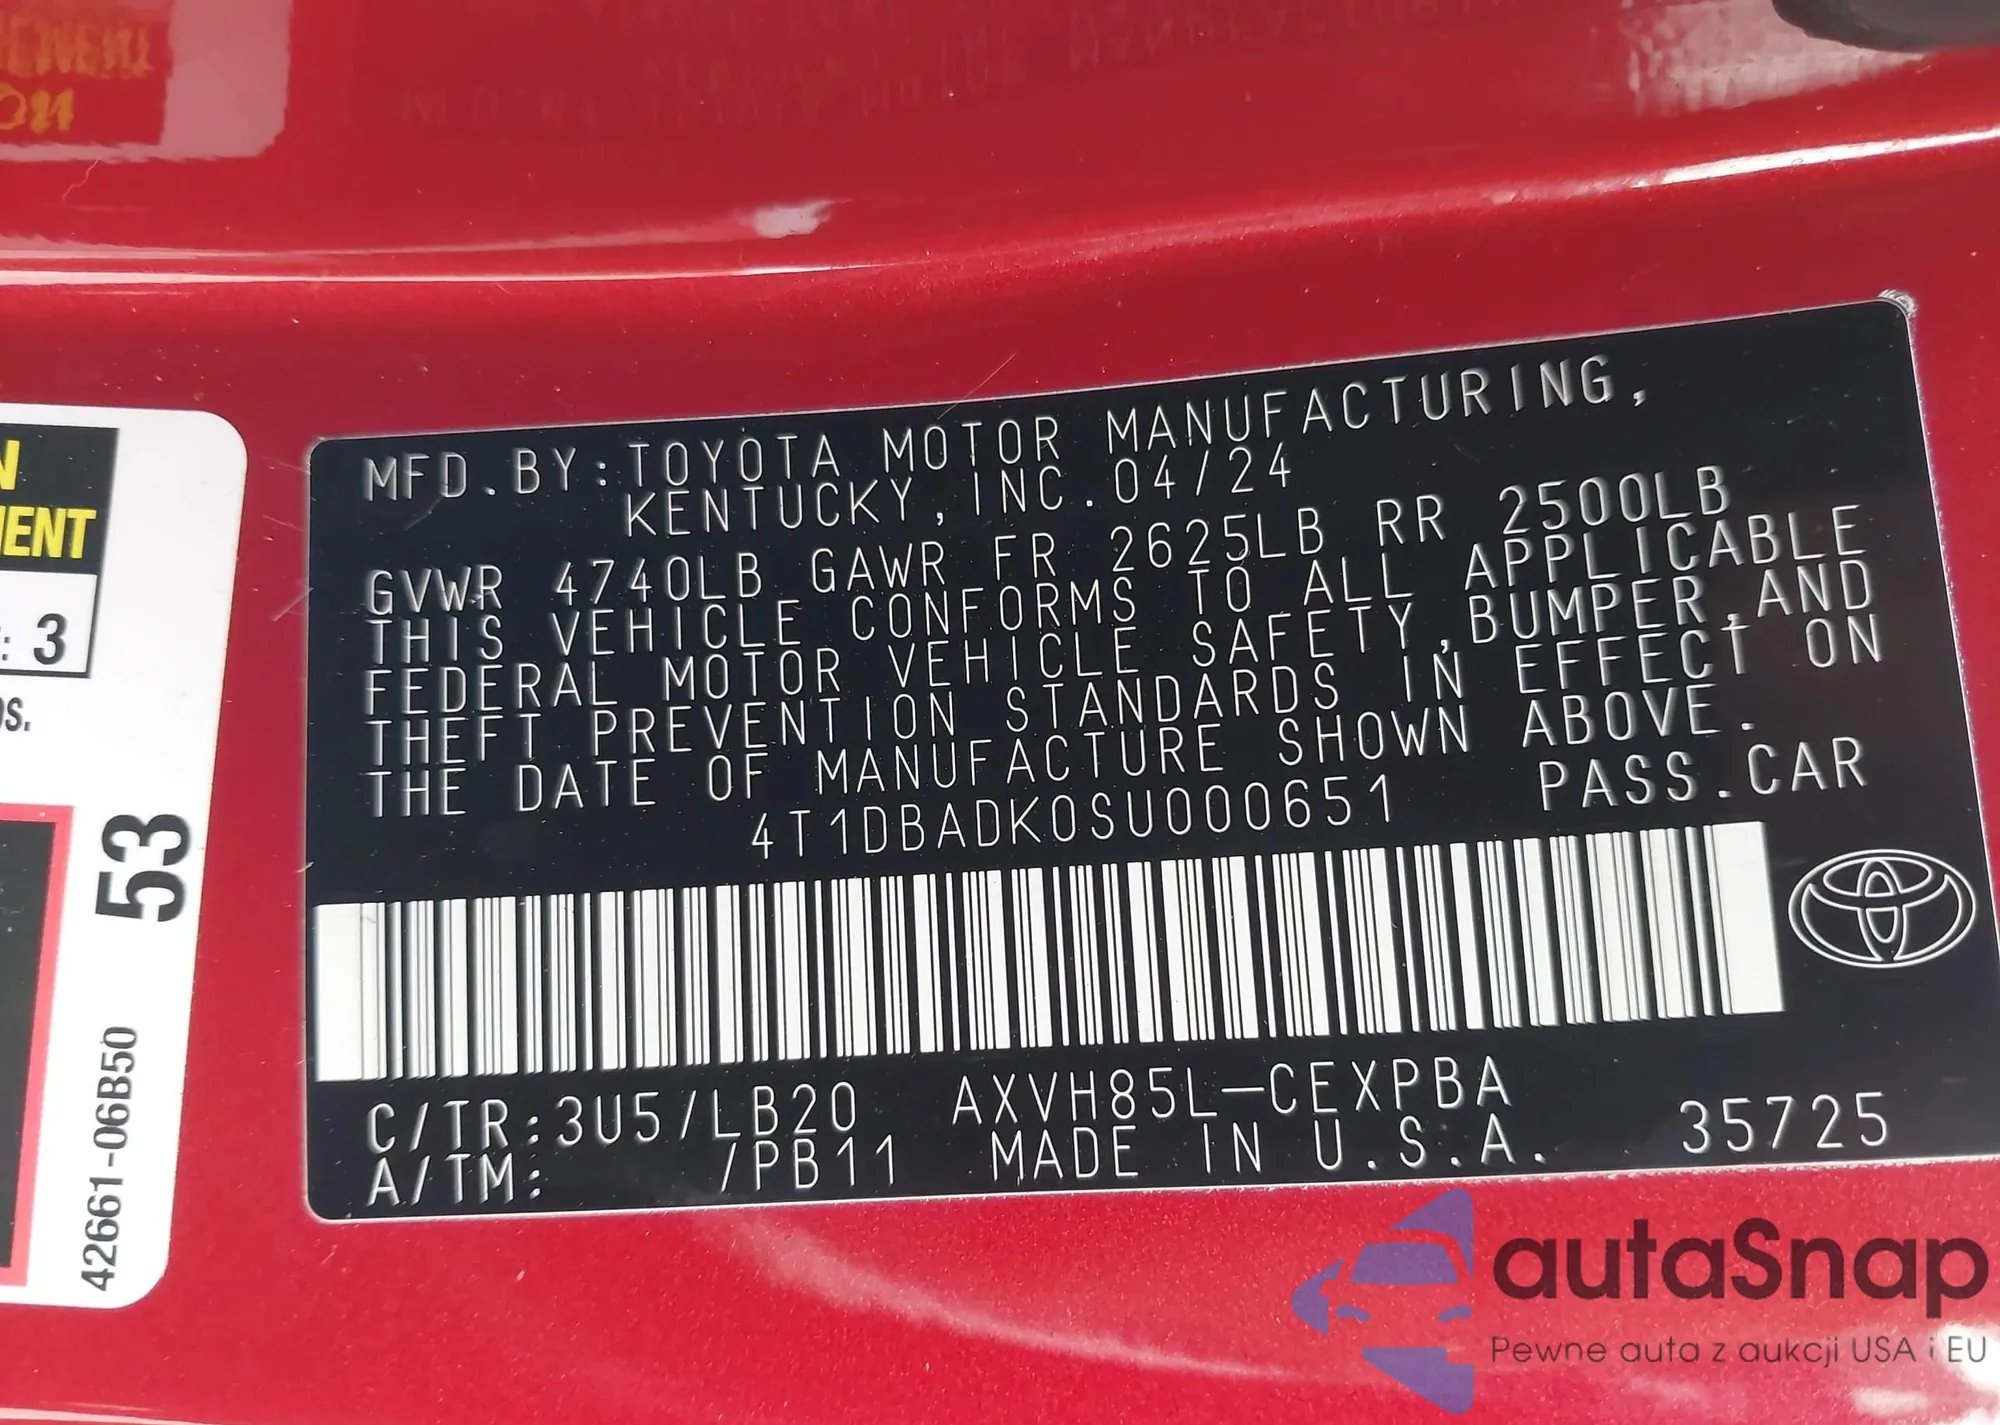 N
MENT
: 3
os.
53
42661-06B50
MFD.BY:TOYOTA MOTOR MANUFACTURING,
KENTUCKY,INC.04/24
GVWR 4740LB GAWR FR 2625LB RR 2500LB
THIS VEHICLE CONFORMS TO ALL APPLICABLE
FEDERAL MOTOR VEHICLE SAFETY,BUMPER,AND
THEFT PREVENTION STANDARDS IN EFFECT ON
THE DATE OF MANUFACTURE SHOWN ABOVE.
4T1DBADK0SU000651 PASS.CAR
C/TR:3U5/LB20 AXVH85L-CEXPBA
A/TM: /PB11 MADE IN U.S.A. 35725
autaSnap
Pewne auta z aukcji USA i EU